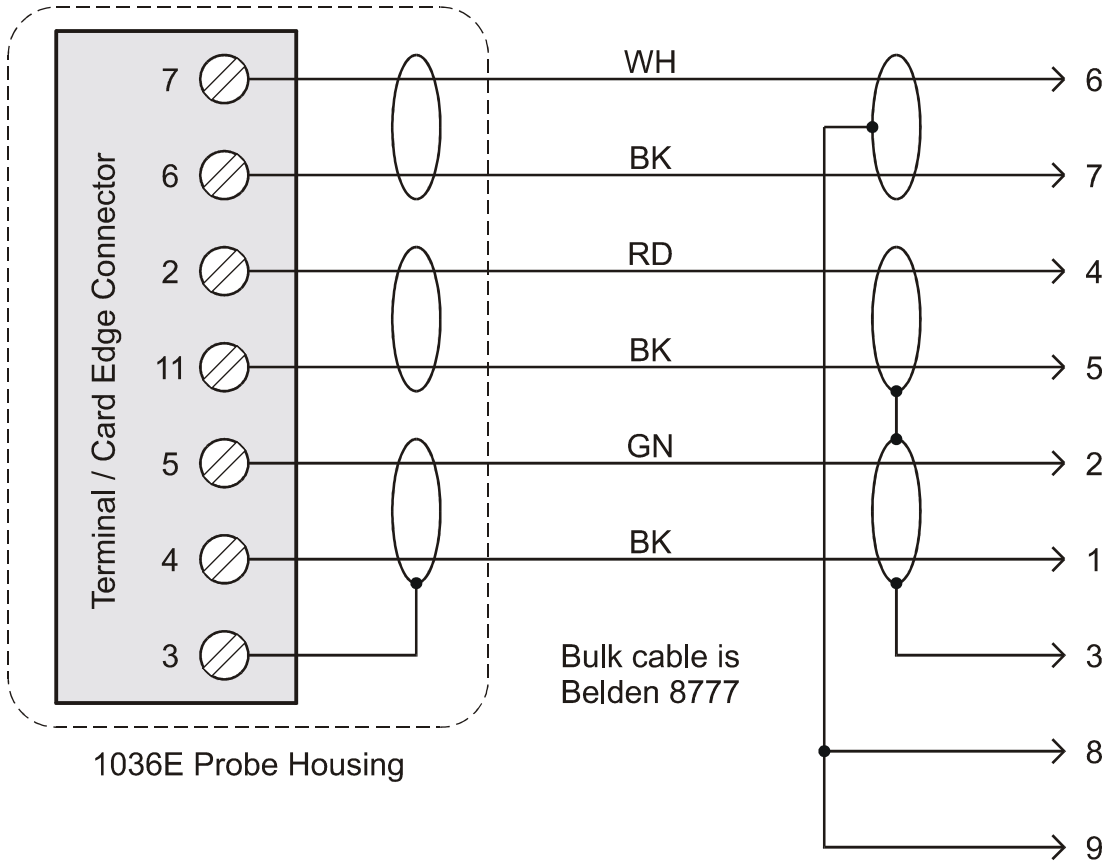 7 WH 6
6 BK 7
2 RD 4
11 BK 5
5 GN 2
4 BK 1
3 3
8
9
Terminal / Card Edge Connector
Bulk cable is
Belden 8777
1036E Probe Housing